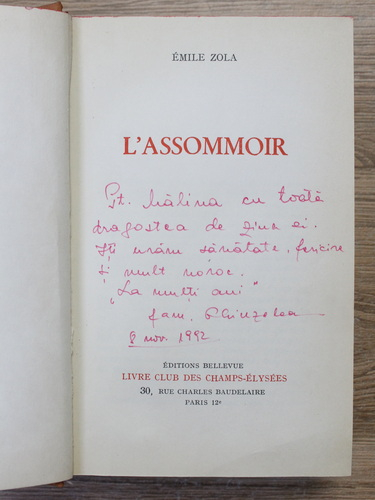 ÉMILE ZOLA
L'ASSOMMOIR
Pt. Mălina cu toată
dragostea de ziua ei.
Îți urăm sănătate, fericire
și mult noroc.
„La mulți ani"
fam.
8 nov. 1992
ÉDITIONS BELLEVUE
LIVRE CLUB DES CHAMPS-ÉLYSÉES
30, RUE CHARLES BAUDELAIRE
PARIS 12e